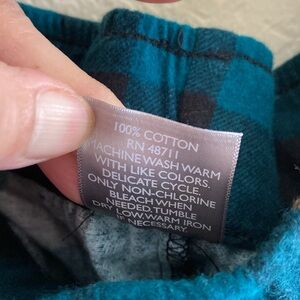 100% COTTON
RN 48711
MACHINE WASH WARM
WITH LIKE COLORS.
DELICATE CYCLE.
ONLY NON-CHLORINE
BLEACH WHEN
NEEDED. TUMBLE
DRY LOW. WARM IRON
IF NECESSARY.